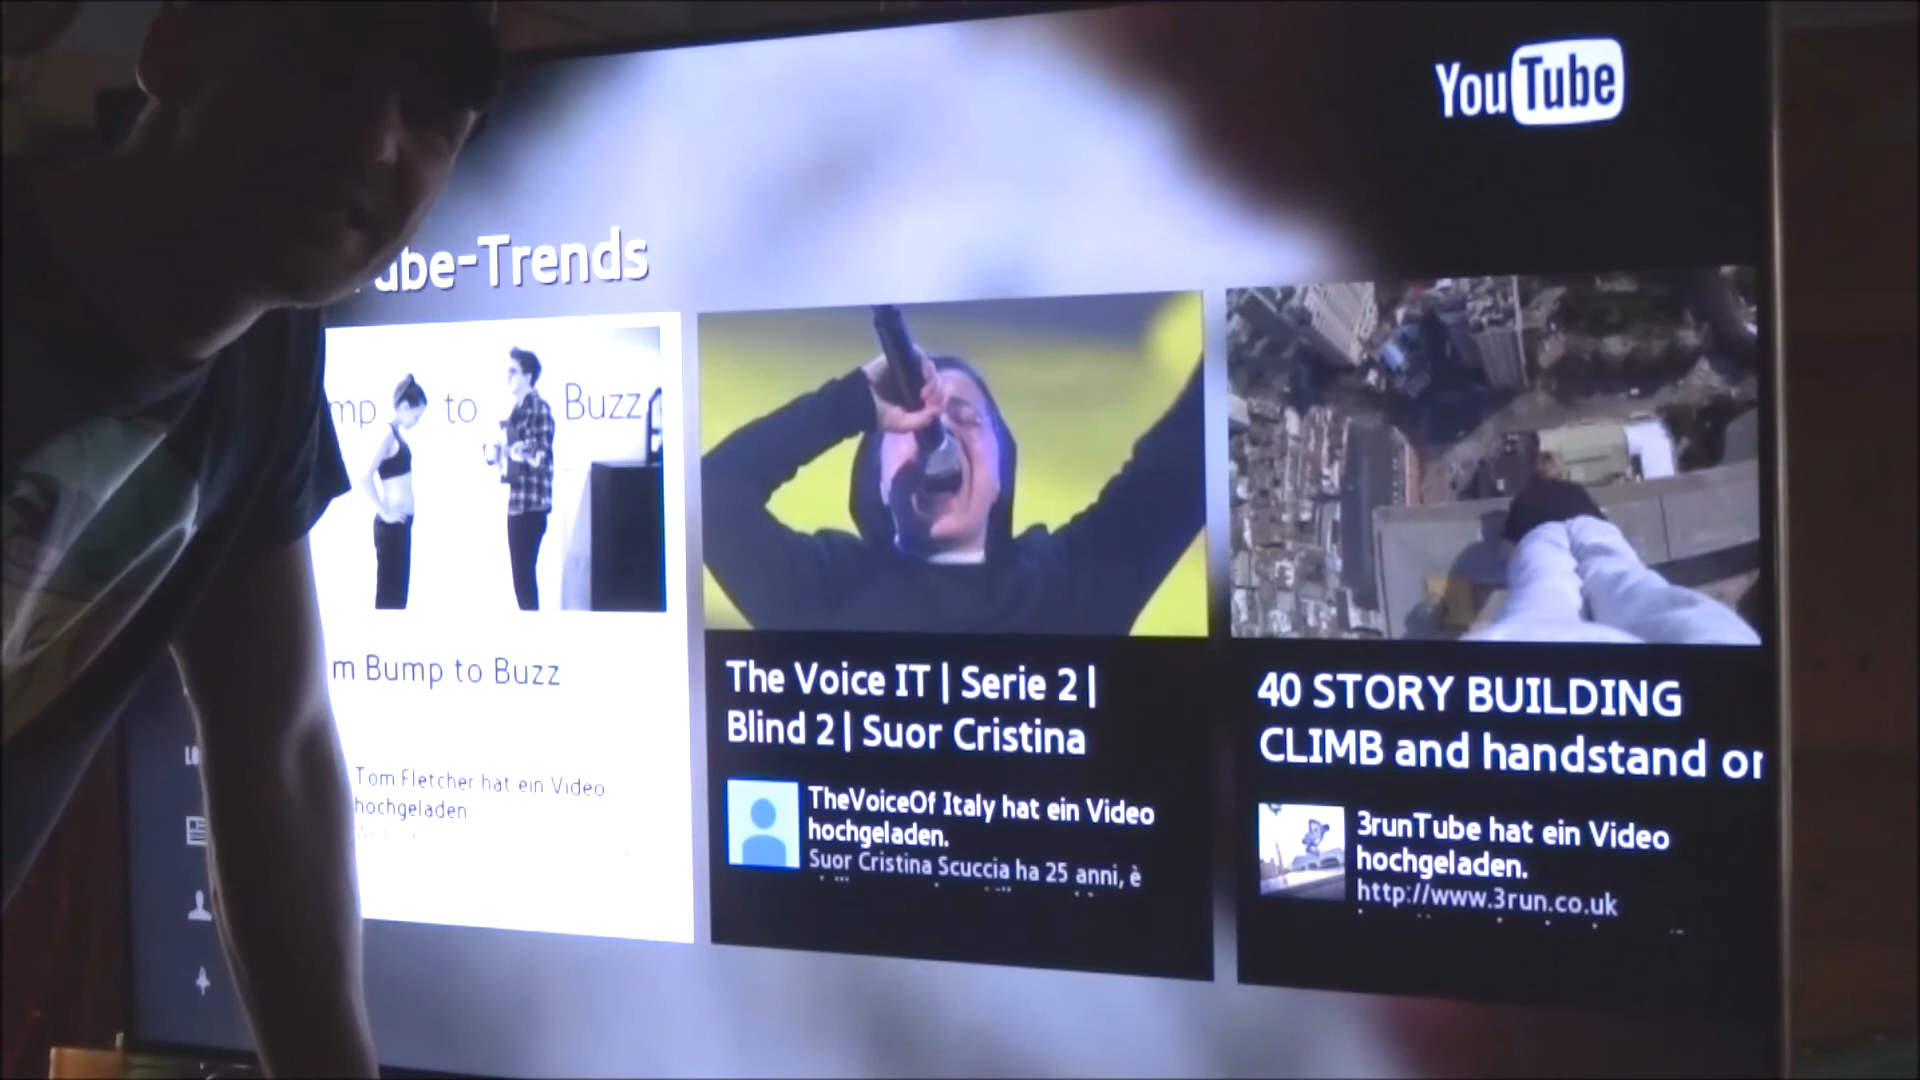 YouTube
ube-Trends
mp to Buzz
m Bump to Buzz
Tom Fletcher hat ein Video
hochgeladen
The Voice IT | Serie 2 |
Blind 2 | Suor Cristina
TheVoiceOf Italy hat ein Video
hochgeladen.
Suor Cristina Scuccia ha 25 anni, è
40 STORY BUILDING
CLIMB and handstand or
3runTube hat ein Video
hochgeladen.
http://www.3run.co.uk